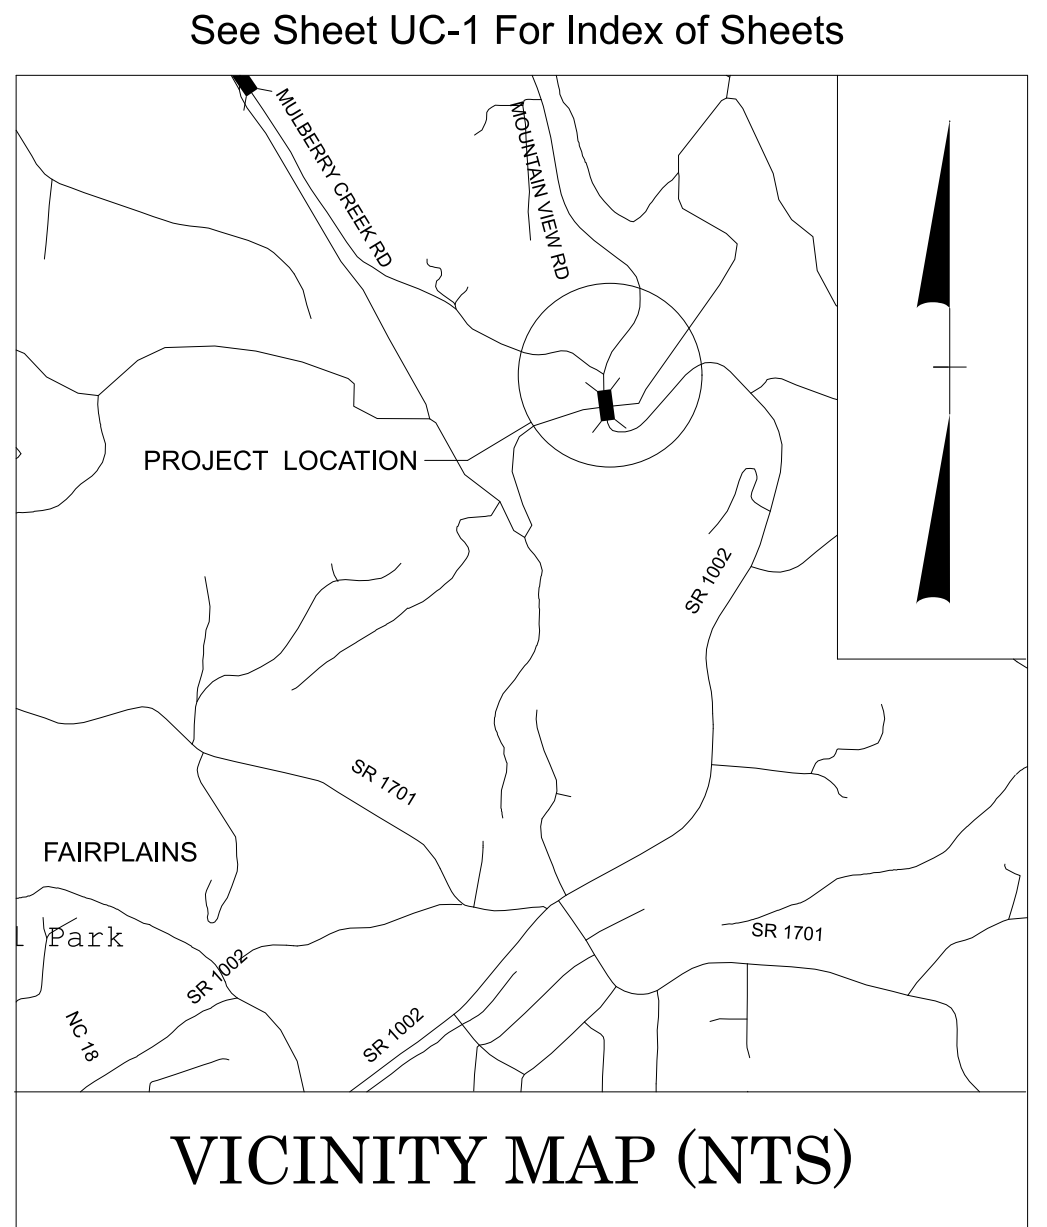 See Sheet UC-1 For Index of Sheets
MULBERRY CREEK RD
MOUNTAIN VIEW RD
PROJECT LOCATION
SR 1002
SR 1701
FAIRPLAINS
l Park
SR 1701
SR 1002
NC 18
SR 1002
VICINITY MAP (NTS)